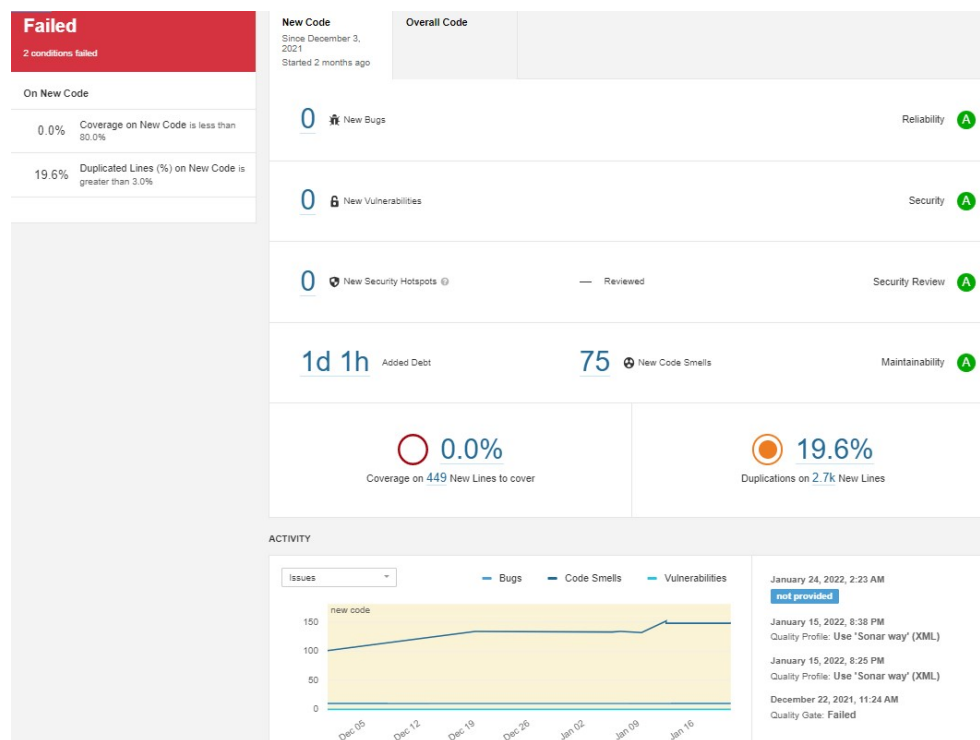 Failed
2 conditions failed
On New Code
0.0% Coverage on New Code is less than
80.0%
19.6% Duplicated Lines (%) on New Code is
greater than 3.0%
New Code
Since December 3,
2021
Started 2 months ago
Overall Code
0 New Bugs Reliability A
0 New Vulnerabilities Security A
0 New Security Hotspots ? — Reviewed Security Review A
1d 1h Added Debt 75 New Code Smells Maintainability A
0.0%
Coverage on 449 New Lines to cover
19.6%
Duplications on 2.7k New Lines
ACTIVITY
Issues
Bugs Code Smells Vulnerabilities
new code
150
100
50
0
Dec 05 Dec 12 Dec 19 Dec 26 Jan 02 Jan 09 Jan 16
January 24, 2022, 2:23 AM
not provided
January 15, 2022, 8:38 PM
Quality Profile: Use 'Sonar way' (XML)
January 15, 2022, 8:25 PM
Quality Profile: Use 'Sonar way' (XML)
December 22, 2021, 11:24 AM
Quality Gate: Failed